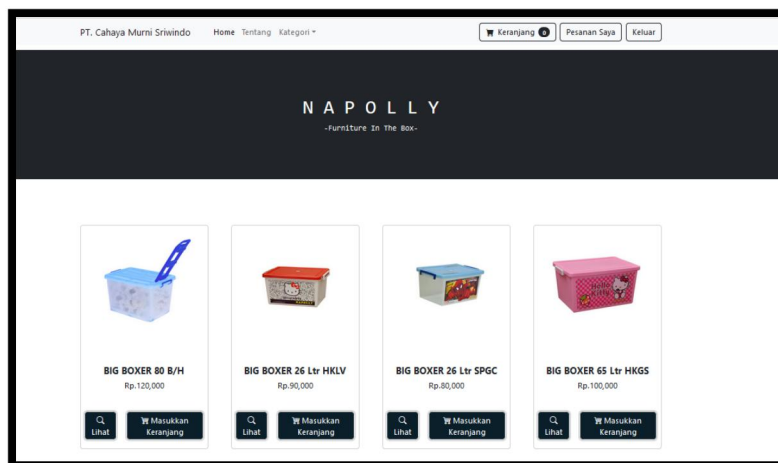 PT. Cahaya Murni Sriwindo Home Tentang Kategori Keranjang 0 Pesanan Saya Keluar
N A P O L L Y
-Furniture In The Box-
BIG BOXER 80 B/H
Rp.120,000
Lihat
Masukkan
Keranjang
BIG BOXER 26 Ltr HKLV
Rp.90,000
Lihat
Masukkan
Keranjang
BIG BOXER 26 Ltr SPGC
Rp.80,000
Lihat
Masukkan
Keranjang
Hello
Kitty
BIG BOXER 65 Ltr HKGS
Rp.100,000
Lihat
Masukkan
Keranjang